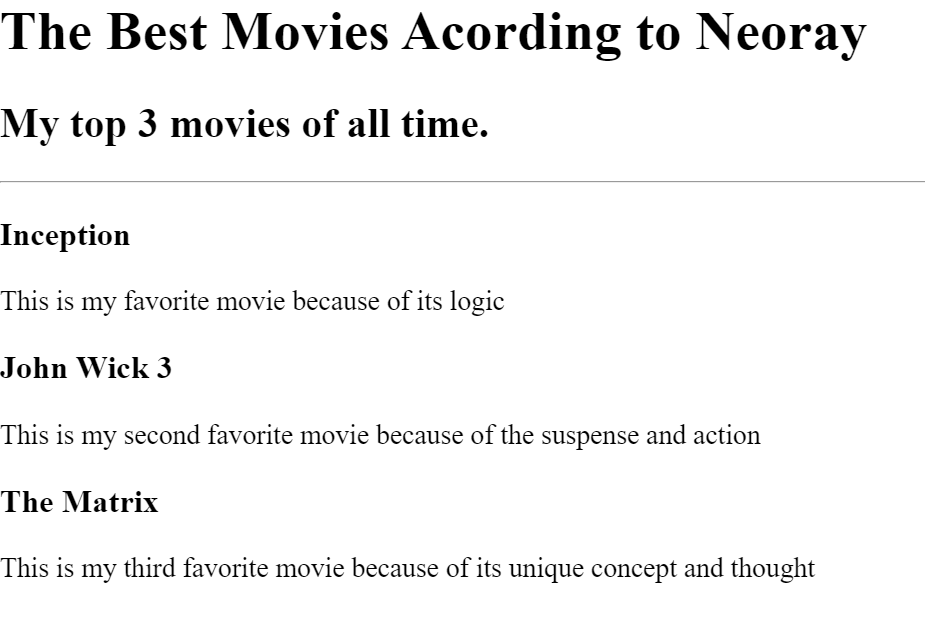 The Best Movies Acording to Neoray
My top 3 movies of all time.
Inception
This is my favorite movie because of its logic
John Wick 3
This is my second favorite movie because of the suspense and action
The Matrix
This is my third favorite movie because of its unique concept and thought